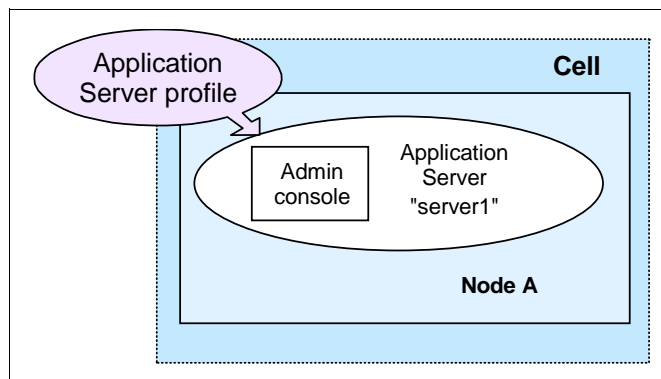 Application
Server profile
Cell
Admin
console
Application
Server
"server1"
Node A